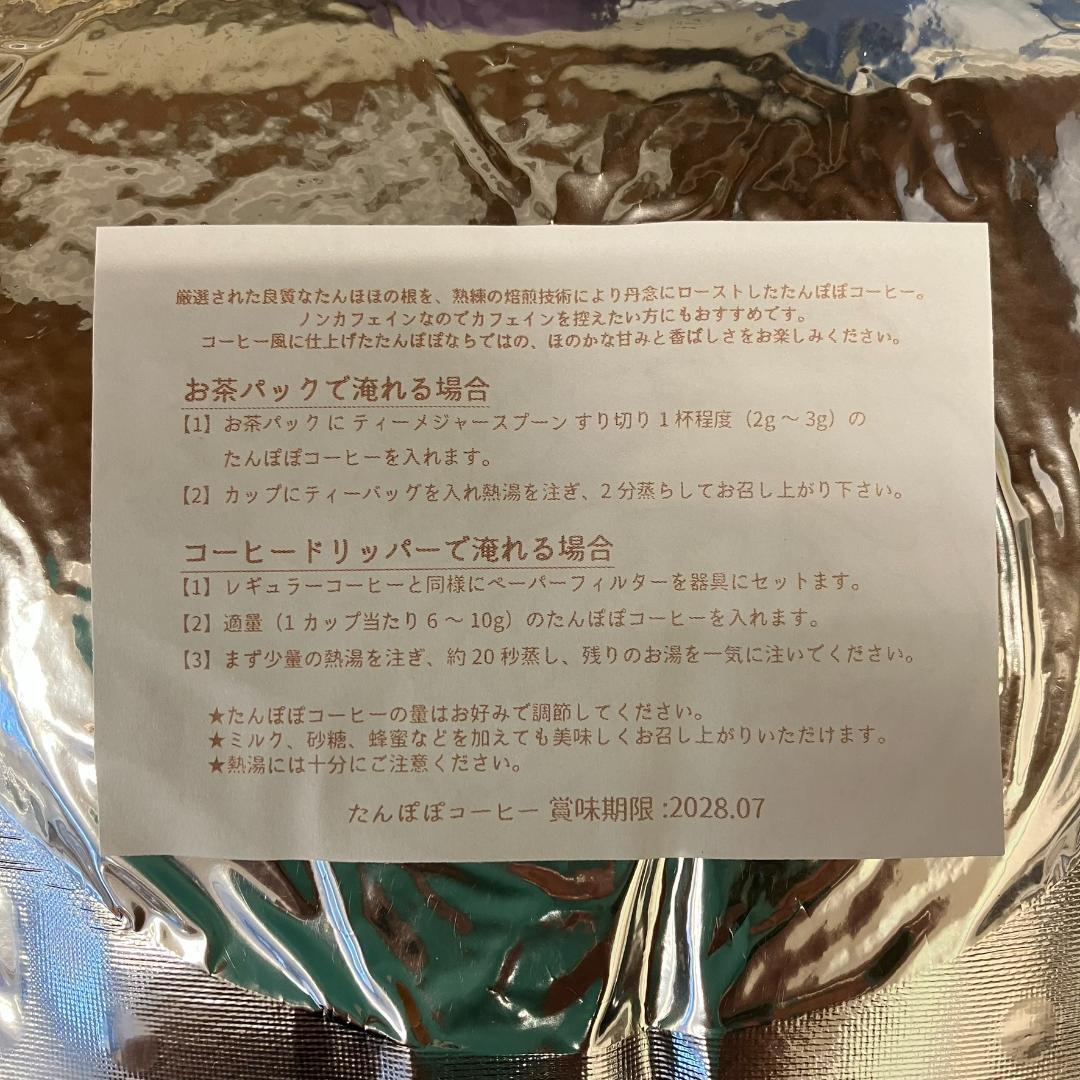 厳選された良質なたんぽぽの根を、熟練の焙煎技術により丹念にローストしたたんぽぽコーヒー。
ノンカフェインなのでカフェインを控えたい方にもおすすめです。
コーヒー風に仕上げたたんぽぽならではの、ほのかな甘みと香ばしさをお楽しみください。
お茶パックで淹れる場合
【1】お茶パック に ティーメジャースプーン すり切り 1 杯程度（2g ～ 3g）の
たんぽぽコーヒーを入れます。
【2】カップにティーバッグを入れ熱湯を注ぎ、2 分蒸らしてお召し上がり下さい。
コーヒードリッパーで淹れる場合
【1】レギュラーコーヒーと同様にペーパーフィルターを器具にセットます。
【2】適量（1 カップ当たり 6 ～ 10g）のたんぽぽコーヒーを入れます。
【3】まず少量の熱湯を注ぎ、約 20 秒蒸し、残りのお湯を一気に注いでください。
★たんぽぽコーヒーの量はお好みで調節してください。
★ミルク、砂糖、蜂蜜などを加えても美味しくお召し上がりいただけます。
★熱湯には十分にご注意ください。
たんぽぽコーヒー 賞味期限 :2028.07